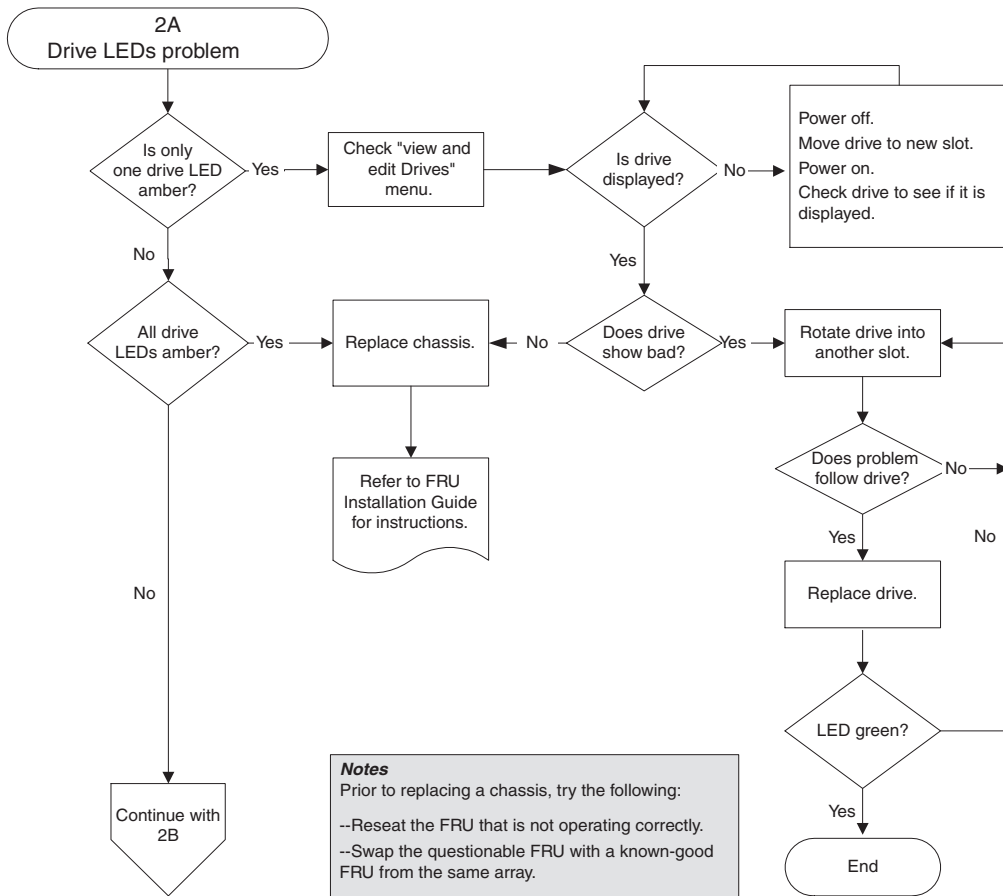 2A
Drive LEDs problem
Is only
one drive LED
amber?
Yes
Check "view and
edit Drives"
menu.
Is drive
displayed?
No
Power off.
Move drive to new slot.
Power on.
Check drive to see if it is
displayed.
No
Yes
All drive
LEDs amber?
Yes
Replace chassis.
No
Does drive
show bad?
Yes
Rotate drive into
another slot.
Refer to FRU
Installation Guide
for instructions.
Does problem
follow drive?
No
Yes
No
No
Replace drive.
LED green?
Notes
Prior to replacing a chassis, try the following:
--Reseat the FRU that is not operating correctly.
--Swap the questionable FRU with a known-good
FRU from the same array.
Continue with
2B
Yes
End